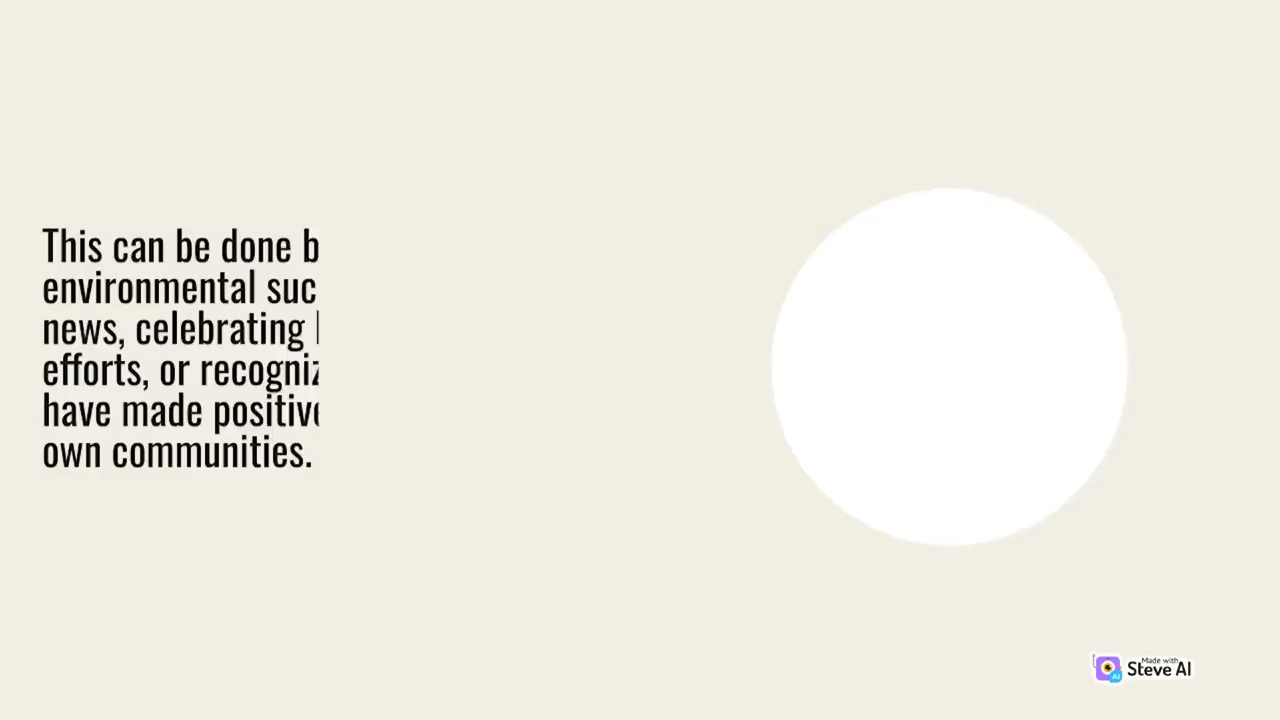 This can be done b
environmental suc
news, celebrating
efforts, or recogniz
have made positive
own communities.
Made with
Steve AI
AI